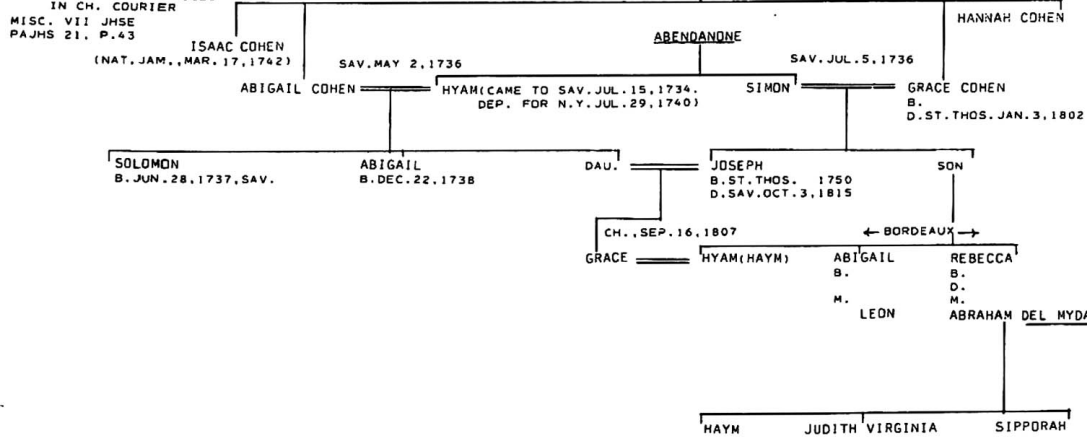 IN CH. COURIER
MISC. VII JHSE
PAJHS 21, P.43
HANNAH COHEN
ISAAC COHEN
(NAT.JAM.,MAR.17,1742)
ABENDANONE
SAV.MAY 2,1736
SAV.JUL.5,1736
ABIGAIL COHEN
HYAM(CAME TO SAV.JUL.15,1734.
DEP. FOR N.Y.JUL.29,1740)
SIMON
GRACE COHEN
B.
D.ST.THOS.JAN.3,1802
SOLOMON
B.JUN.28,1737,SAV.
ABIGAIL
B.DEC.22,1738
DAU.
JOSEPH
B.ST.THOS. 1750
D.SAV.OCT.3,1815
SON
CH.,SEP.16,1807
← BORDEAUX →
GRACE
HYAM(HAYM)
ABIGAIL
B.
M.
LEON
REBECCA
B.
D.
M.
ABRAHAM DEL MYDA
HAYM
JUDITH VIRGINIA
SIPPORAH